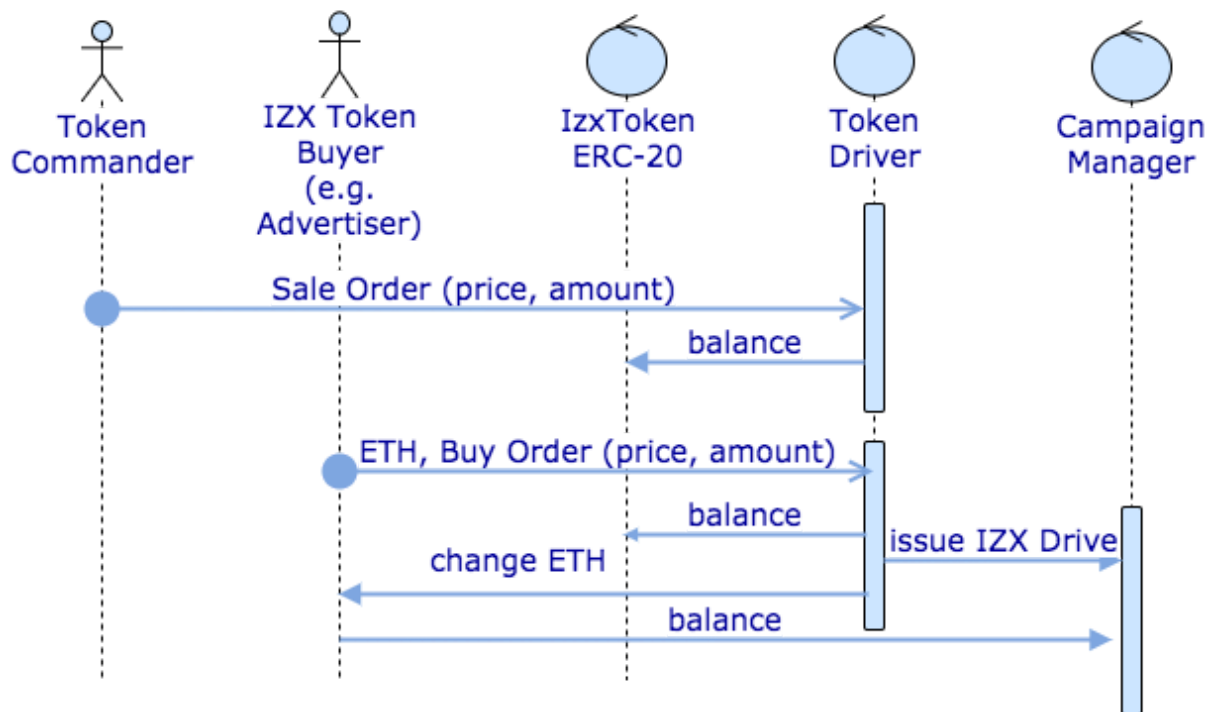 Token
Commander
IZX Token
Buyer
(e.g.
Advertiser)
IzxToken
ERC-20
Token
Driver
Campaign
Manager
Sale Order (price, amount)
balance
ETH, Buy Order (price, amount)
balance
issue IZX Drive
change ETH
balance